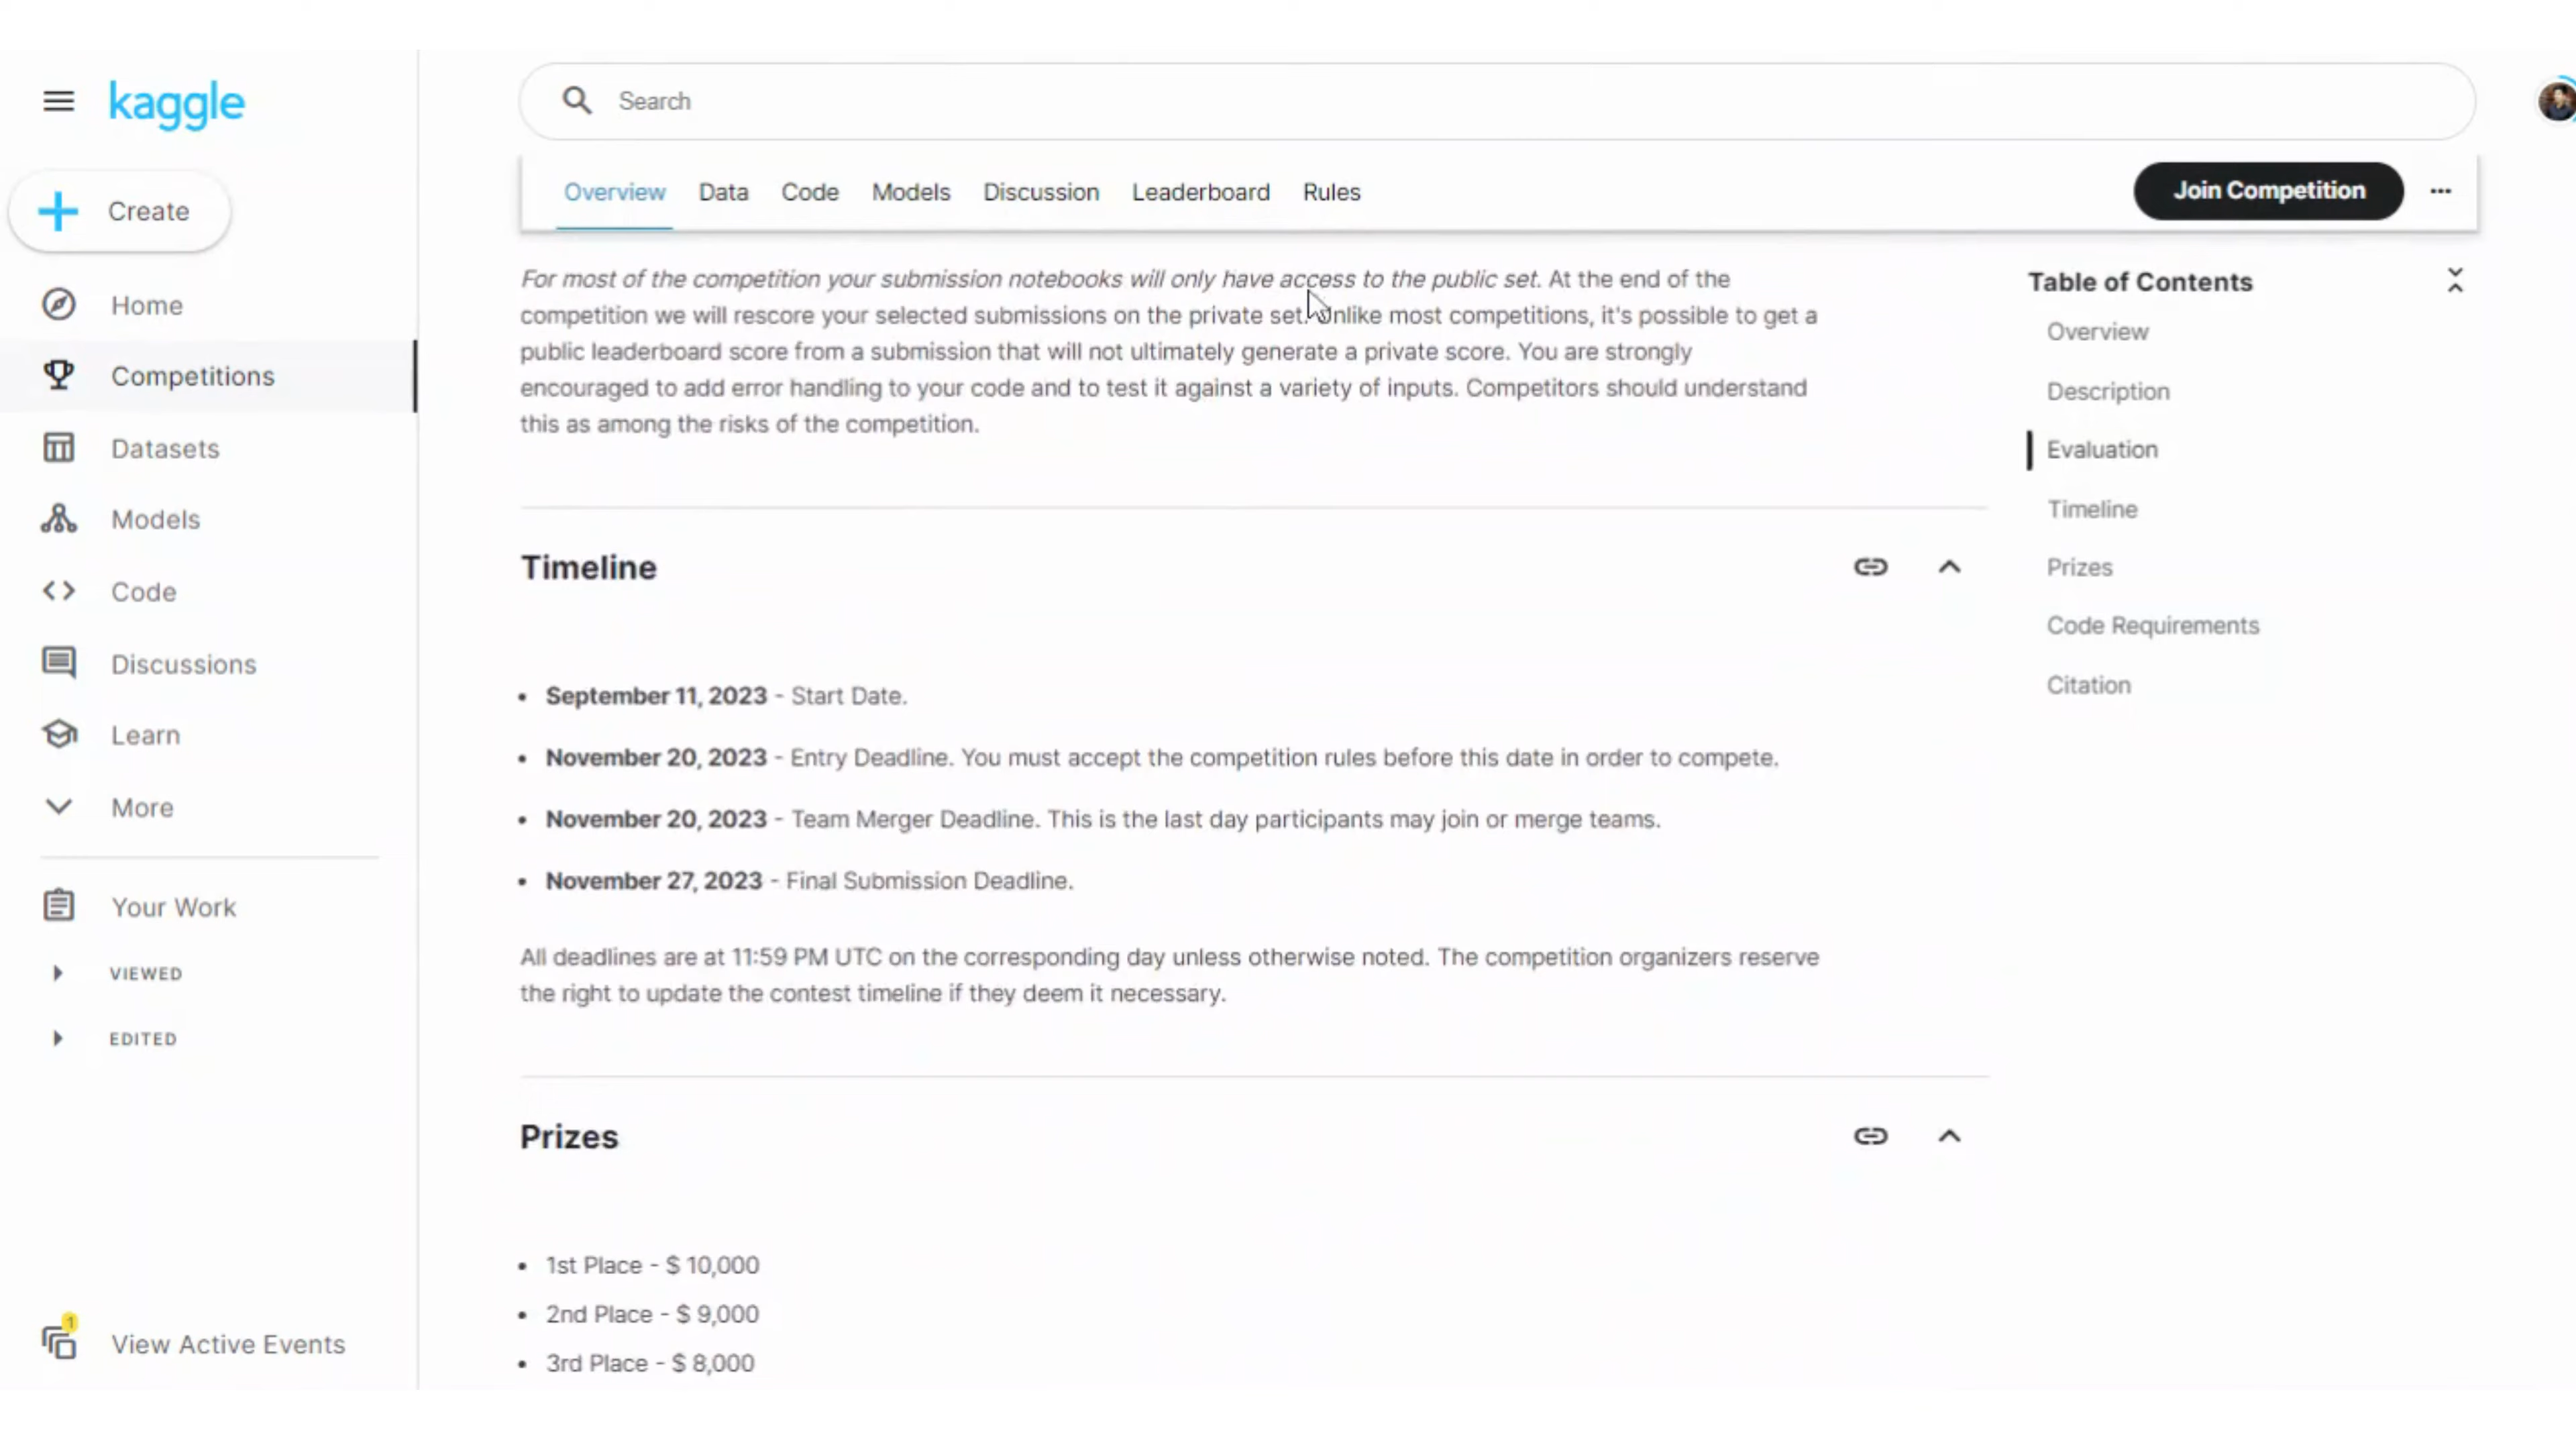 kaggle
Search
Create
Home
Competitions
Datasets
Models
Code
Discussions
Learn
More
Your Work
VIEWED
EDITED
1
View Active Events
Overview Data Code Models Discussion Leaderboard Rules
Join Competition
For most of the competition your submission notebooks will only have access to the public set. At the end of the
competition we will rescore your selected submissions on the private set. Unlike most competitions, it's possible to get a
public leaderboard score from a submission that will not ultimately generate a private score. You are strongly
encouraged to add error handling to your code and to test it against a variety of inputs. Competitors should understand
this as among the risks of the competition.
Timeline
• September 11, 2023 - Start Date.
• November 20, 2023 - Entry Deadline. You must accept the competition rules before this date in order to compete.
• November 20, 2023 - Team Merger Deadline. This is the last day participants may join or merge teams.
• November 27, 2023 - Final Submission Deadline.
All deadlines are at 11:59 PM UTC on the corresponding day unless otherwise noted. The competition organizers reserve
the right to update the contest timeline if they deem it necessary.
Prizes
• 1st Place - $ 10,000
• 2nd Place - $ 9,000
• 3rd Place - $ 8,000
Table of Contents
Overview
Description
Evaluation
Timeline
Prizes
Code Requirements
Citation